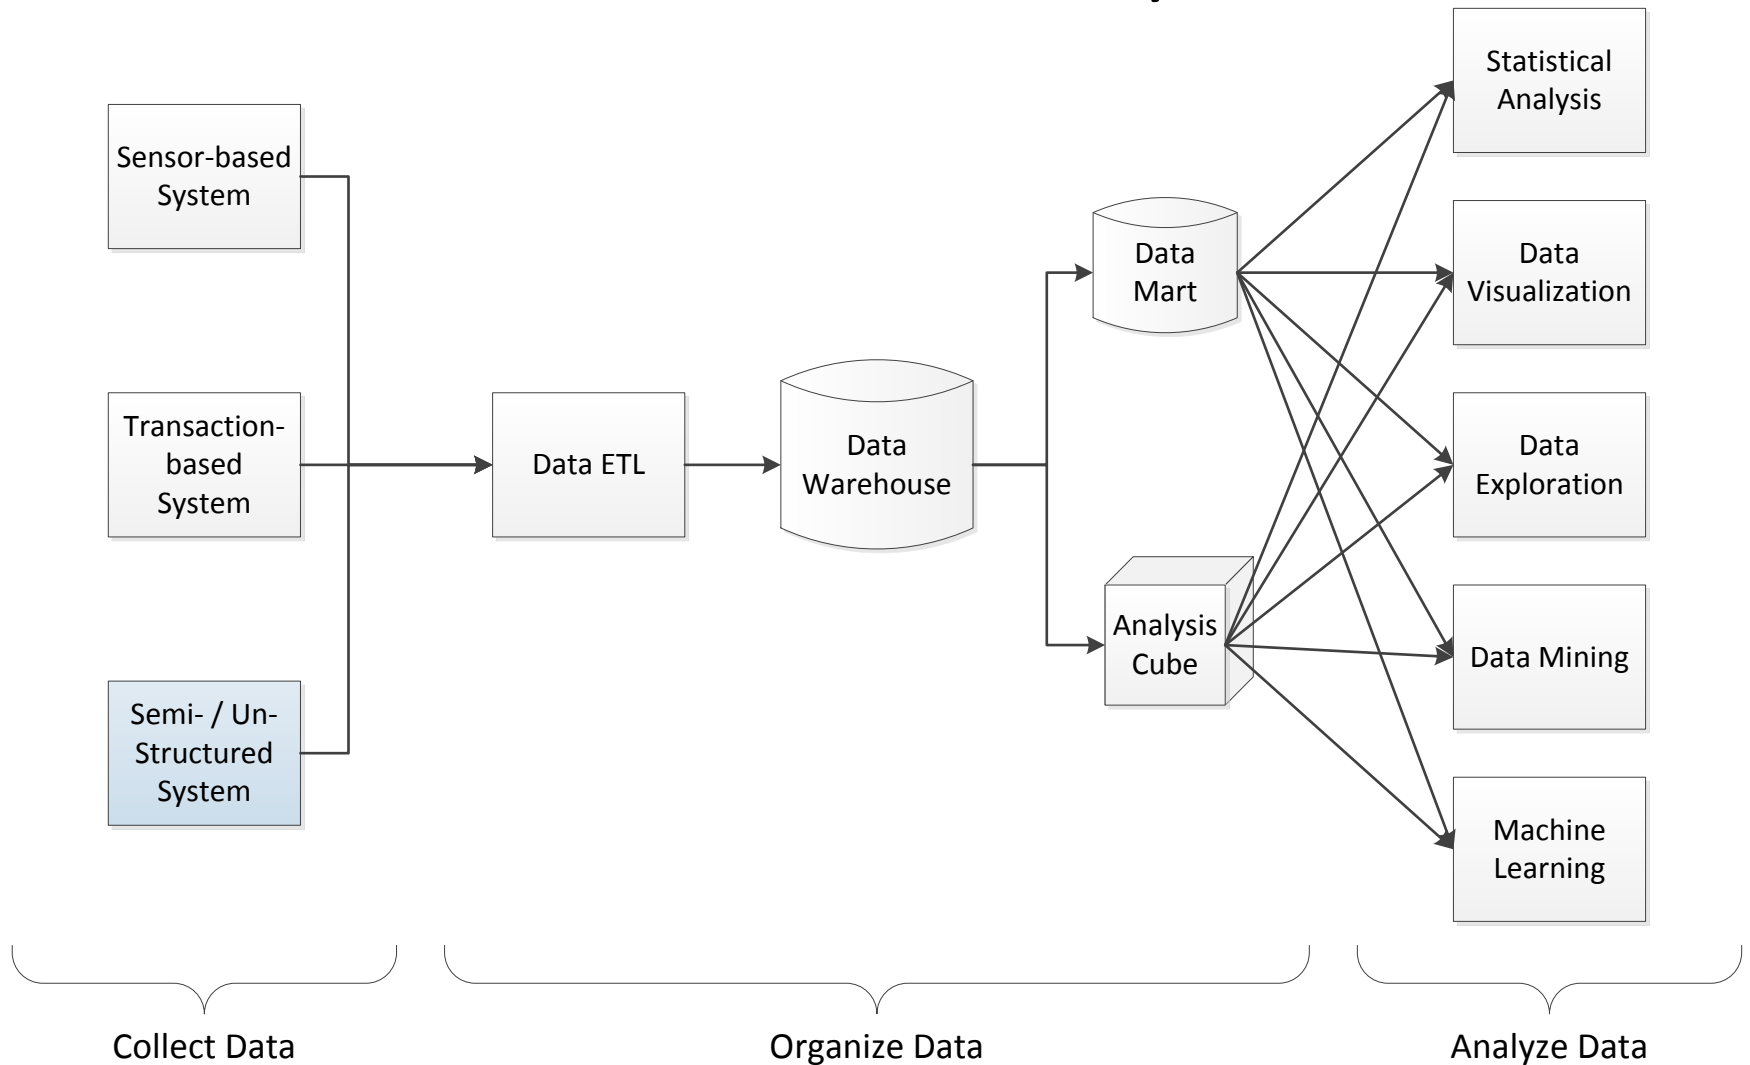 Sensor-based
System
Transaction-
based
System
Semi- / Un-
Structured
System
Data ETL
Data
Warehouse
Data
Mart
Analysis
Cube
Statistical
Analysis
Data
Visualization
Data
Exploration
Data Mining
Machine
Learning
Collect Data
Organize Data
Analyze Data